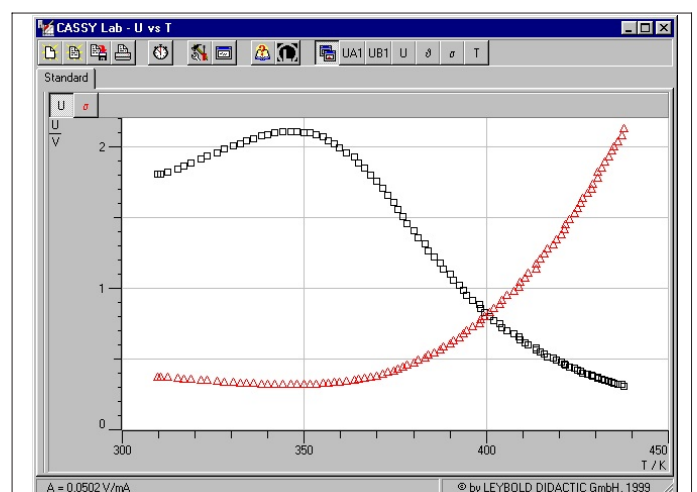 CASSY Lab - U vs T
UA1 UB1 U ϑ σ T
Standard
U σ
U
V
2
1
0
300 350 400 450
T / K
A = 0.0502 V/mA © by LEYBOLD DIDACTIC GmbH, 1999